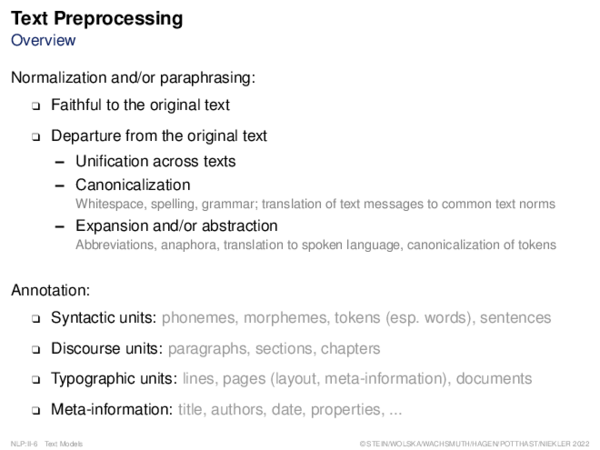 Text Preprocessing
Overview
Normalization and/or paraphrasing:
❑ Faithful to the original text
❑ Departure from the original text
– Unification across texts
– Canonicalization
Whitespace, spelling, grammar; translation of text messages to common text norms
– Expansion and/or abstraction
Abbreviations, anaphora, translation to spoken language, canonicalization of tokens
Annotation:
❑ Syntactic units: phonemes, morphemes, tokens (esp. words), sentences
❑ Discourse units: paragraphs, sections, chapters
❑ Typographic units: lines, pages (layout, meta-information), documents
❑ Meta-information: title, authors, date, properties, ...
NLP:II-6 Text Models ©STEIN/WOLSKA/WACHSMUTH/HAGEN/POTTHAST/NIEKLER 2022